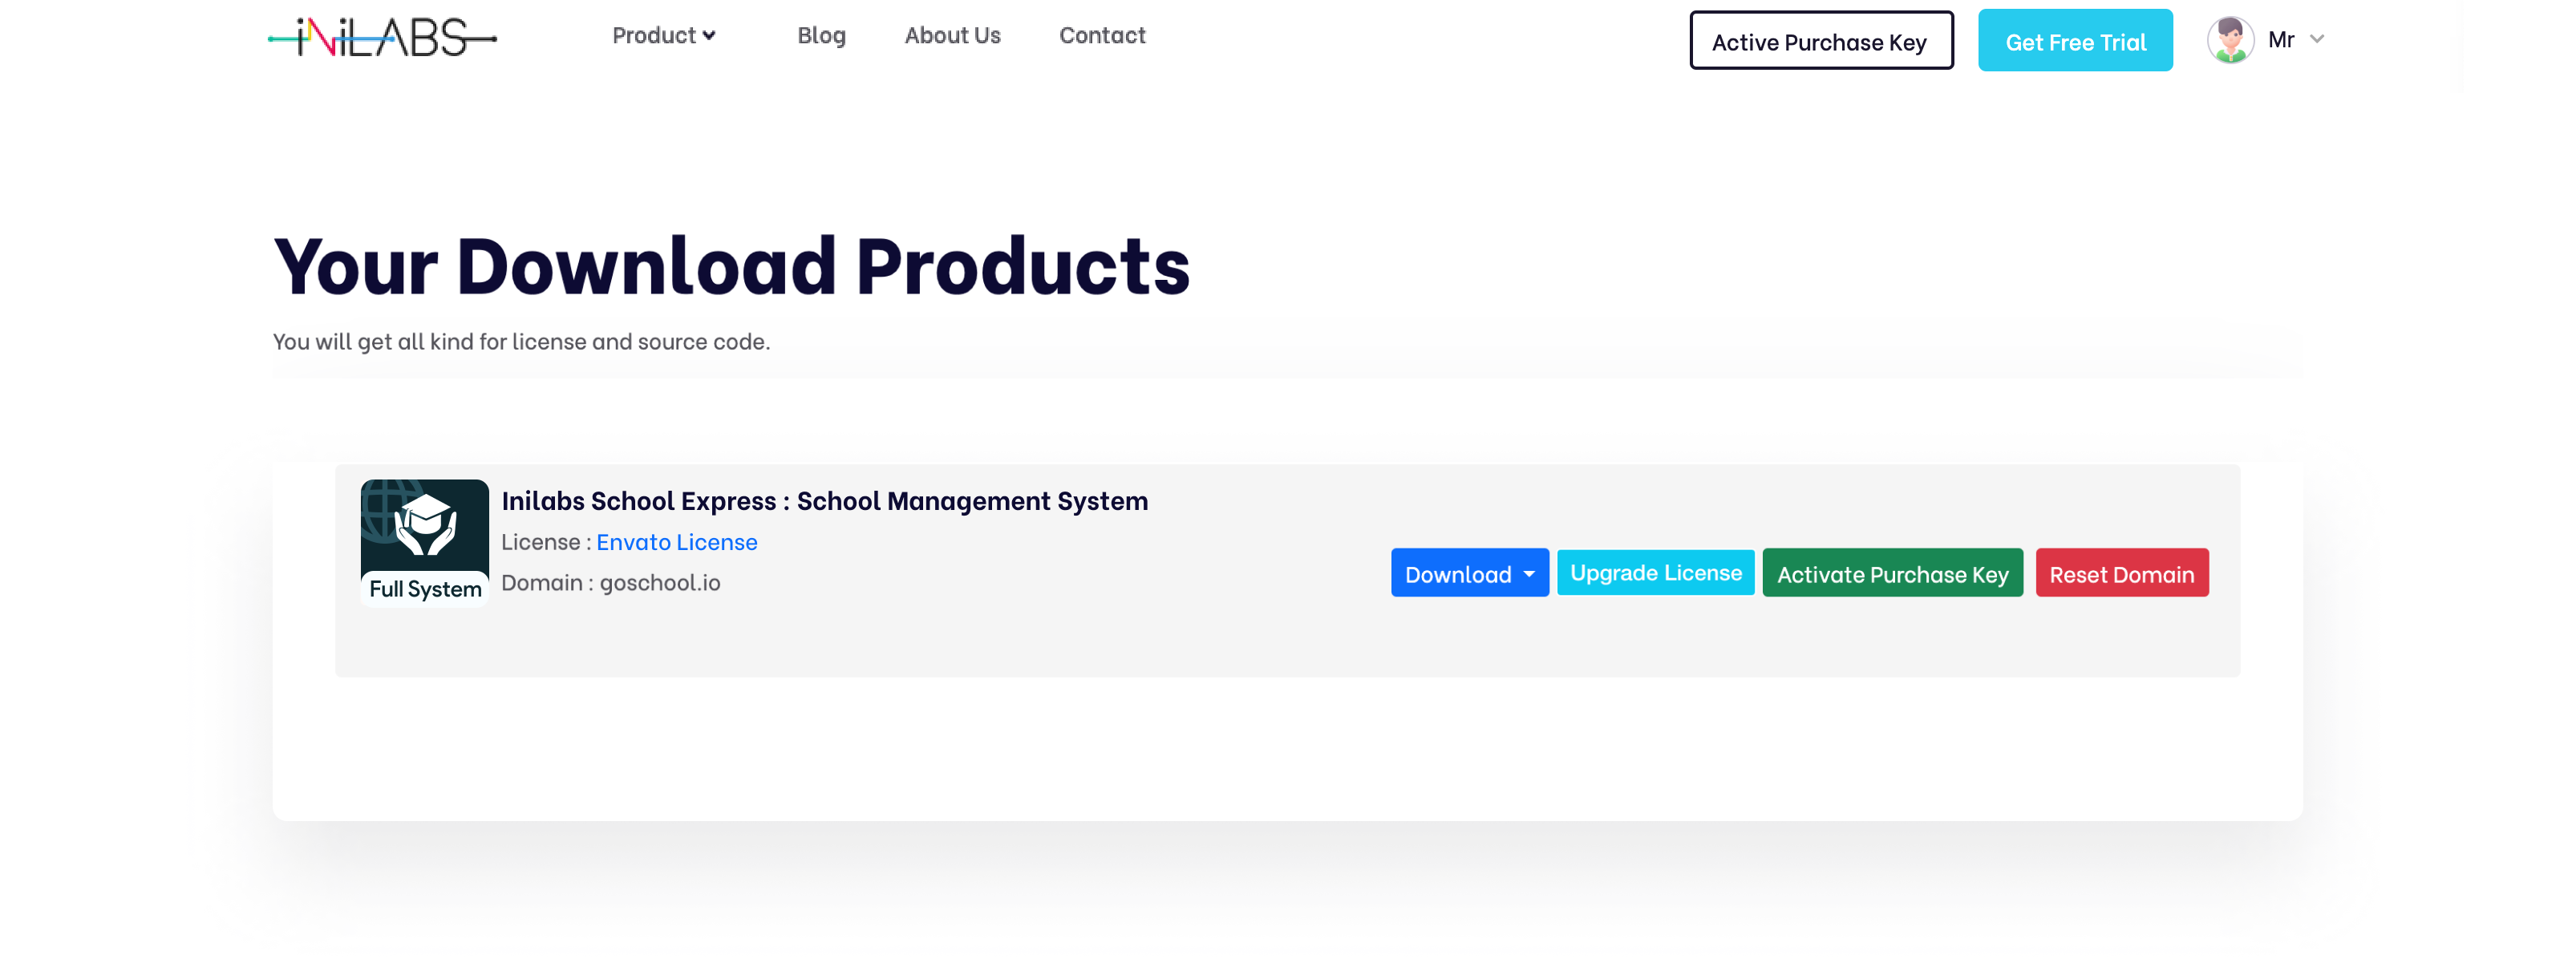 iNiLABS
Product
Blog
About Us
Contact
Active Purchase Key
Get Free Trial
Mr
Your Download Products
You will get all kind for license and source code.
Full System
Inilabs School Express : School Management System
License : Envato License
Domain : goschool.io
Download
Upgrade License
Activate Purchase Key
Reset Domain